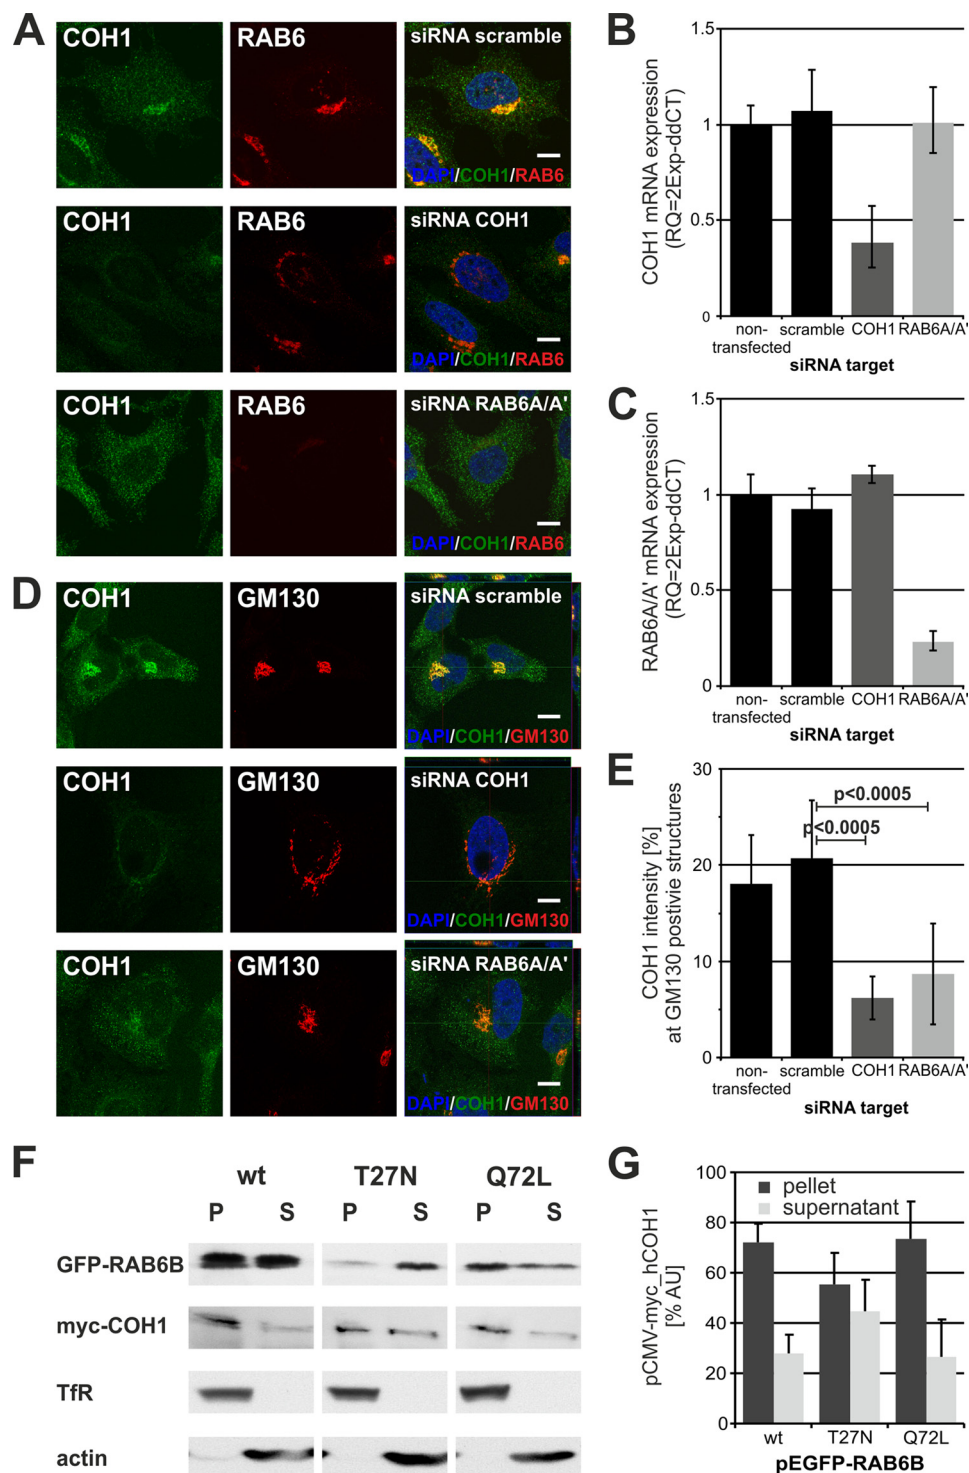 A
COH1 RAB6 siRNA scramble
DAPI/COH1/RAB6
COH1 RAB6 siRNA COH1
DAPI/COH1/RAB6
COH1 RAB6 siRNA RAB6A/A'
DAPI/COH1/RAB6
B
COH1 mRNA expression
(RQ=2Exp-ddCT)
1.5
1
0.5
0
non-transfected scramble COH1 RAB6A/A'
siRNA target
C
RAB6A/A' mRNA expression
(RQ=2Exp-ddCT)
1.5
1
0.5
0
non-transfected scramble COH1 RAB6A/A'
siRNA target
D
COH1 GM130 siRNA scramble
DAPI/COH1/GM130
COH1 GM130 siRNA COH1
DAPI/COH1/GM130
COH1 GM130 siRNA RAB6A/A'
DAPI/COH1/GM130
E
COH1 intensity [%]
at GM130 postivie structures
30
20
10
0
p<0.0005
p<0.0005
non-transfected scramble COH1 RAB6A/A'
siRNA target
F
wt T27N Q72L
P S P S P S
GFP-RAB6B
myc-COH1
TfR
actin
G
pCMV-myc_hCOH1
[% AU]
100
80
60
40
20
0
pellet
supernatant
wt T27N Q72L
pEGFP-RAB6B